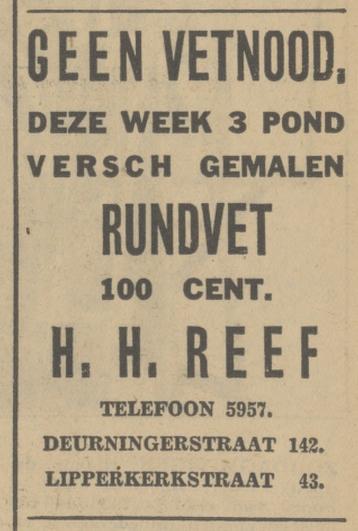 GEEN VETNOOD,
DEZE WEEK 3 POND
VERSCH GEMALEN
RUNDVET
100 CENT.
H. H. REEF
TELEFOON 5957.
DEURNINGERSTRAAT 142.
LIPPERKERKSTRAAT 43.